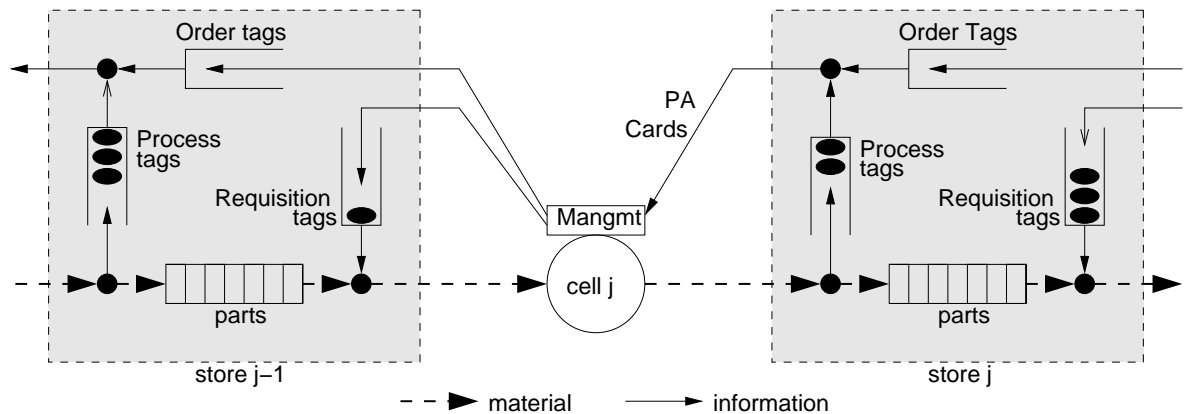 Order tags
Process
tags
Requisition
tags
parts
store j−1
PA
Cards
Mangmt
cell j
Order Tags
Process
tags
Requisition
tags
parts
store j
material
information